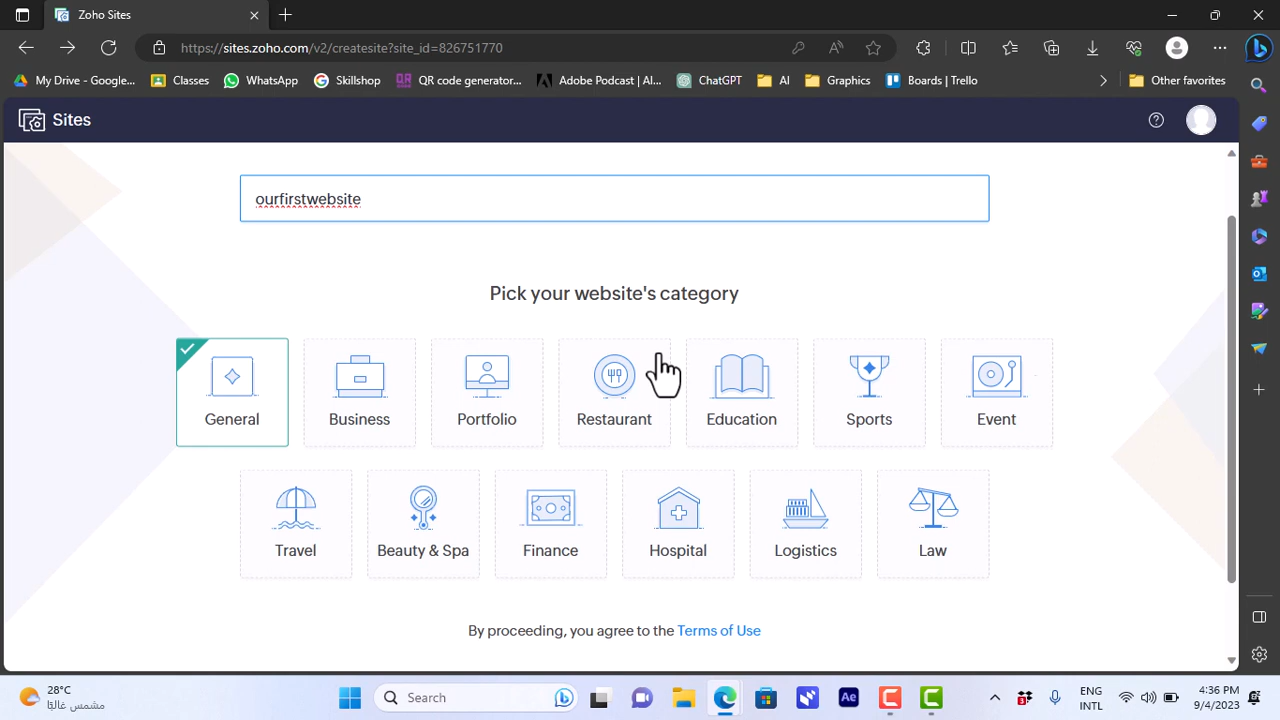 Zoho Sites
https://sites.zoho.com/v2/createsite?site_id=826751770
My Drive - Google...
Classes
WhatsApp
Skillshop
QR code generator...
Adobe Podcast | AI...
ChatGPT
AI
Graphics
Boards | Trello
Other favorites
Sites
ourfirstwebsite
Pick your website's category
General
Business
Portfolio
Restaurant
Education
Sports
Event
Travel
Beauty & Spa
Finance
Hospital
Logistics
Law
By proceeding, you agree to the Terms of Use
28°C
مشمس غالبًا
Search
Ae
3
ENG
INTL
4:36 PM
9/4/2023